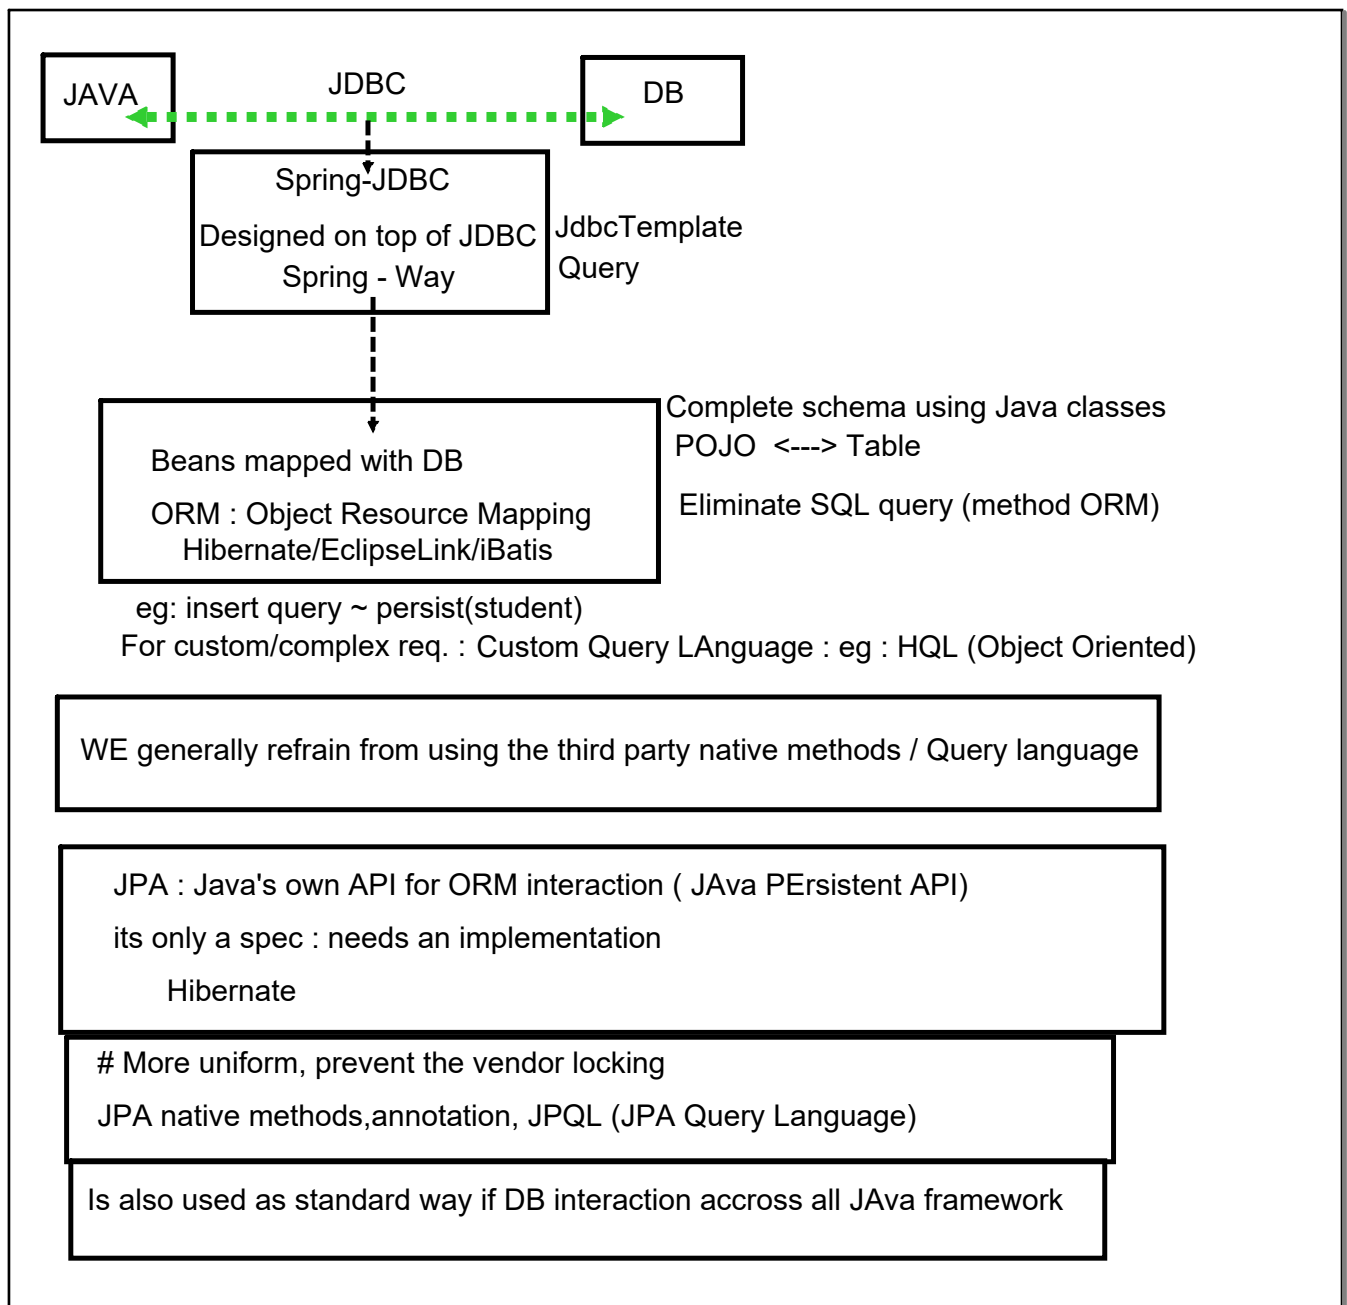 JAVA
JDBC
DB
Spring-JDBC
Designed on top of JDBC
Spring - Way
JdbcTemplate
Query
Complete schema using Java classes
POJO <---> Table
Eliminate SQL query (method ORM)
Beans mapped with DB
ORM : Object Resource Mapping
Hibernate/EclipseLink/iBatis
eg: insert query ~ persist(student)
For custom/complex req. : Custom Query LAnguage : eg : HQL (Object Oriented)
WE generally refrain from using the third party native methods / Query language
JPA : Java's own API for ORM interaction ( JAva PErsistent API)
its only a spec : needs an implementation
Hibernate
# More uniform, prevent the vendor locking
JPA native methods,annotation, JPQL (JPA Query Language)
Is also used as standard way if DB interaction accross all JAva framework